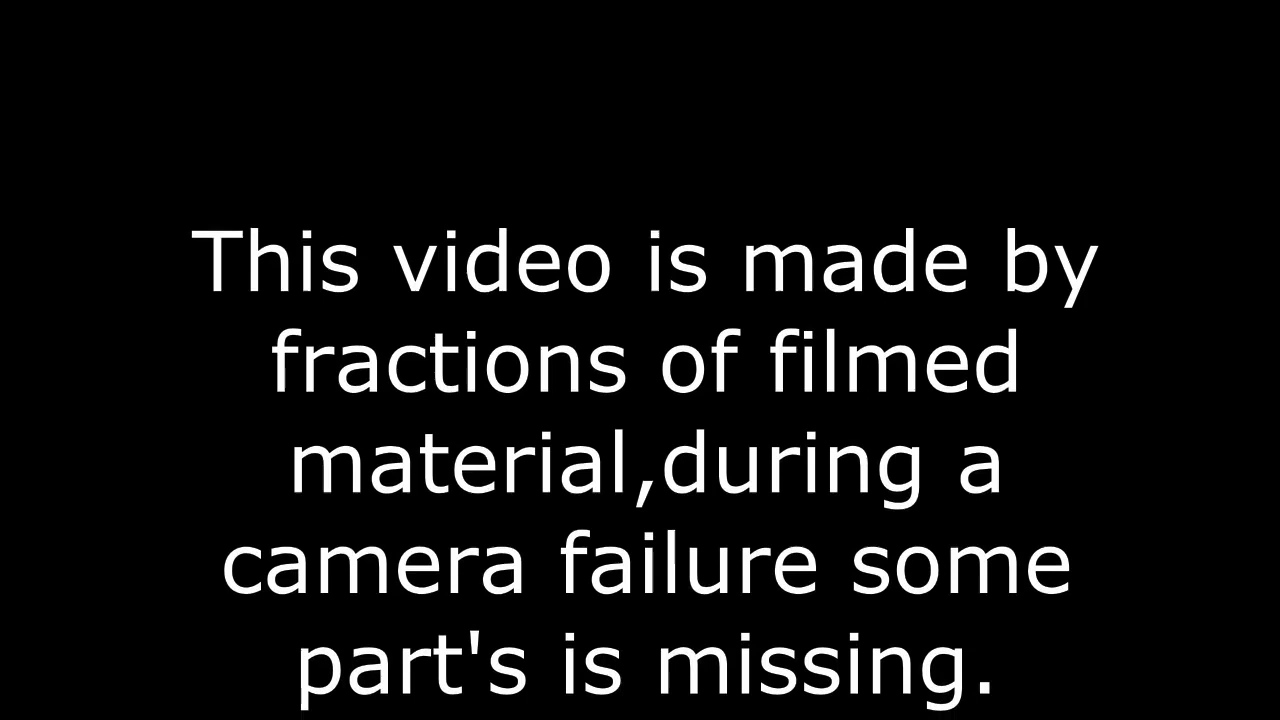 This video is made by
fractions of filmed
material,during a
camera failure some
part's is missing.